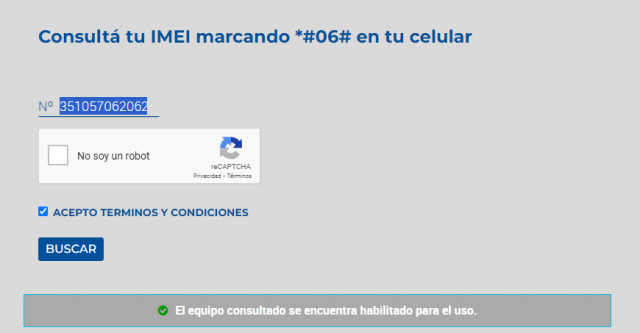 Consultá tu IMEI marcando *#06# en tu celular
Nº 351057062062
No soy un robot
reCAPTCHA
Privacidad - Términos
ACEPTO TERMINOS Y CONDICIONES
BUSCAR
El equipo consultado se encuentra habilitado para el uso.